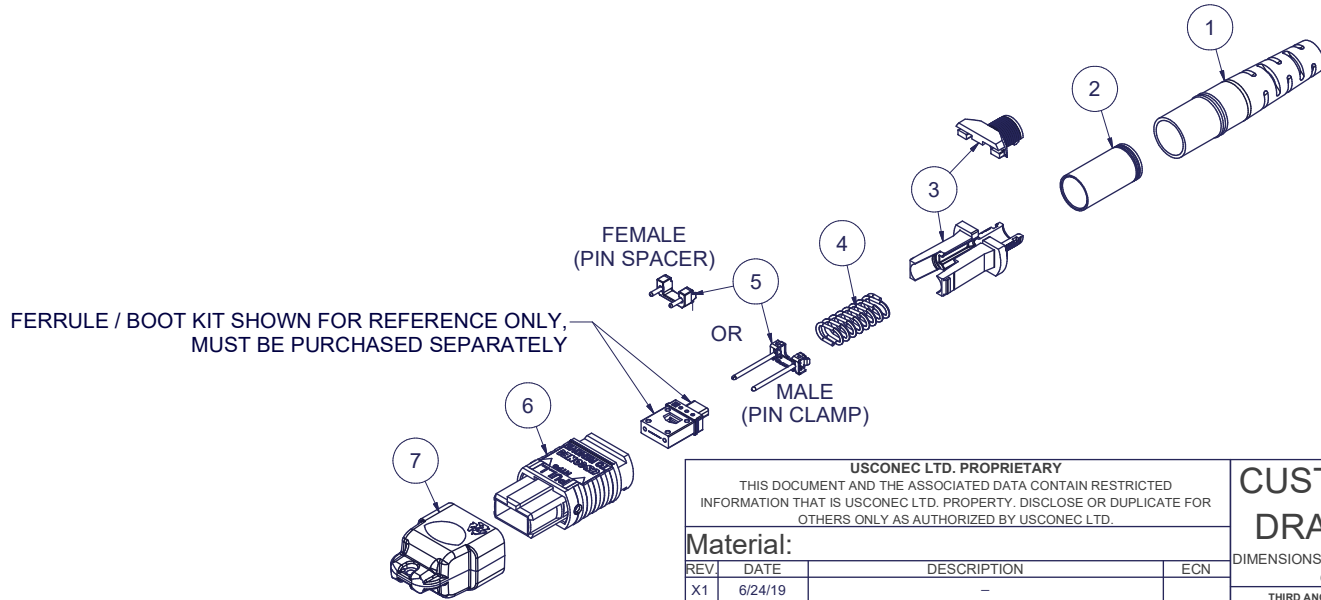 1
2
3
FEMALE
(PIN SPACER)
4
5
FERRULE / BOOT KIT SHOWN FOR REFERENCE ONLY,
MUST BE PURCHASED SEPARATELY
OR
MALE
(PIN CLAMP)
6
7
USCONEC LTD. PROPRIETARY
THIS DOCUMENT AND THE ASSOCIATED DATA CONTAIN RESTRICTED
INFORMATION THAT IS USCONEC LTD. PROPERTY. DISCLOSE OR DUPLICATE FOR
OTHERS ONLY AS AUTHORIZED BY USCONEC LTD.
CUST
DRA
Material:
DIMENSIONS
REV. DATE DESCRIPTION ECN
X1 6/24/19 –
THIRD ANG